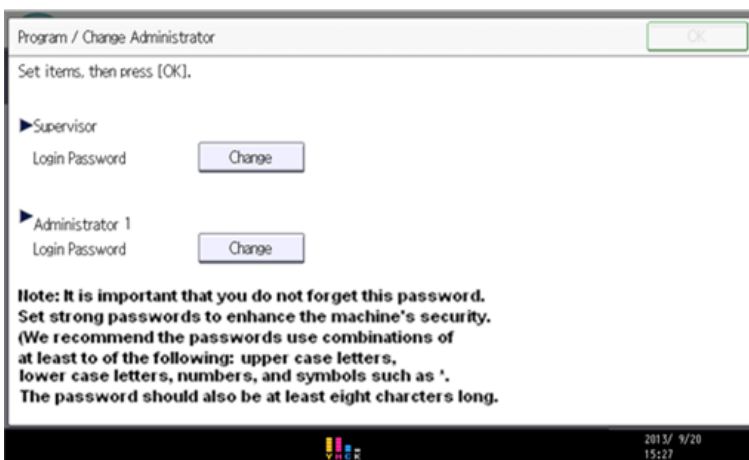 Program / Change Administrator
OK
Set items, then press [OK].
▶Supervisor
Login Password
Change
▶Administrator 1
Login Password
Change
Note: It is important that you do not forget this password.
Set strong passwords to enhance the machine's security.
(We recommend the passwords use combinations of
at least to of the following: upper case letters,
lower case letters, numbers, and symbols such as *.
The password should also be at least eight charcters long.
Y M C K
2013/ 9/20
15:27